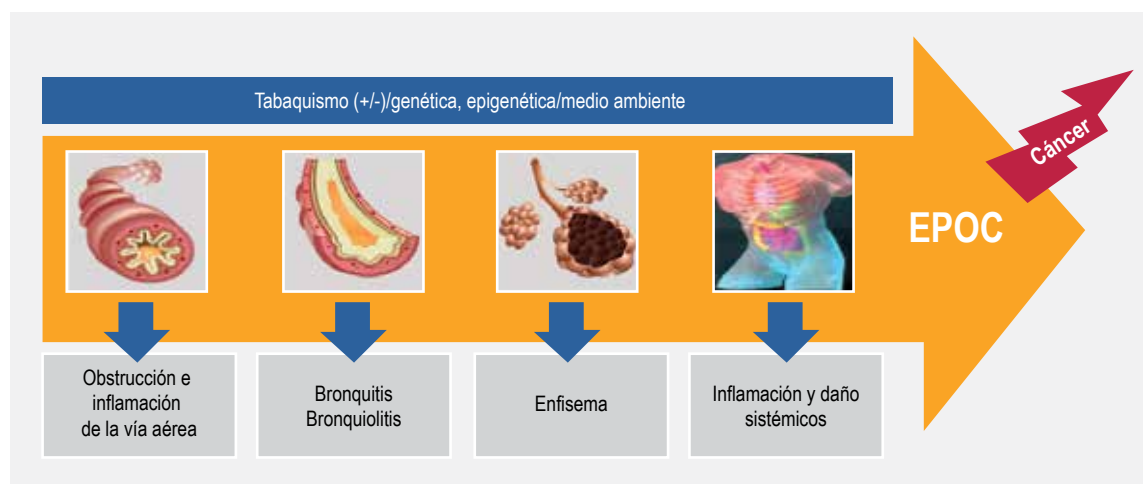 Tabaquismo (+/-)/genética, epigenética/medio ambiente
Cáncer
EPOC
Obstrucción e
inflamación
de la vía aérea
Bronquitis
Bronquiolitis
Enfisema
Inflamación y daño
sistémicos